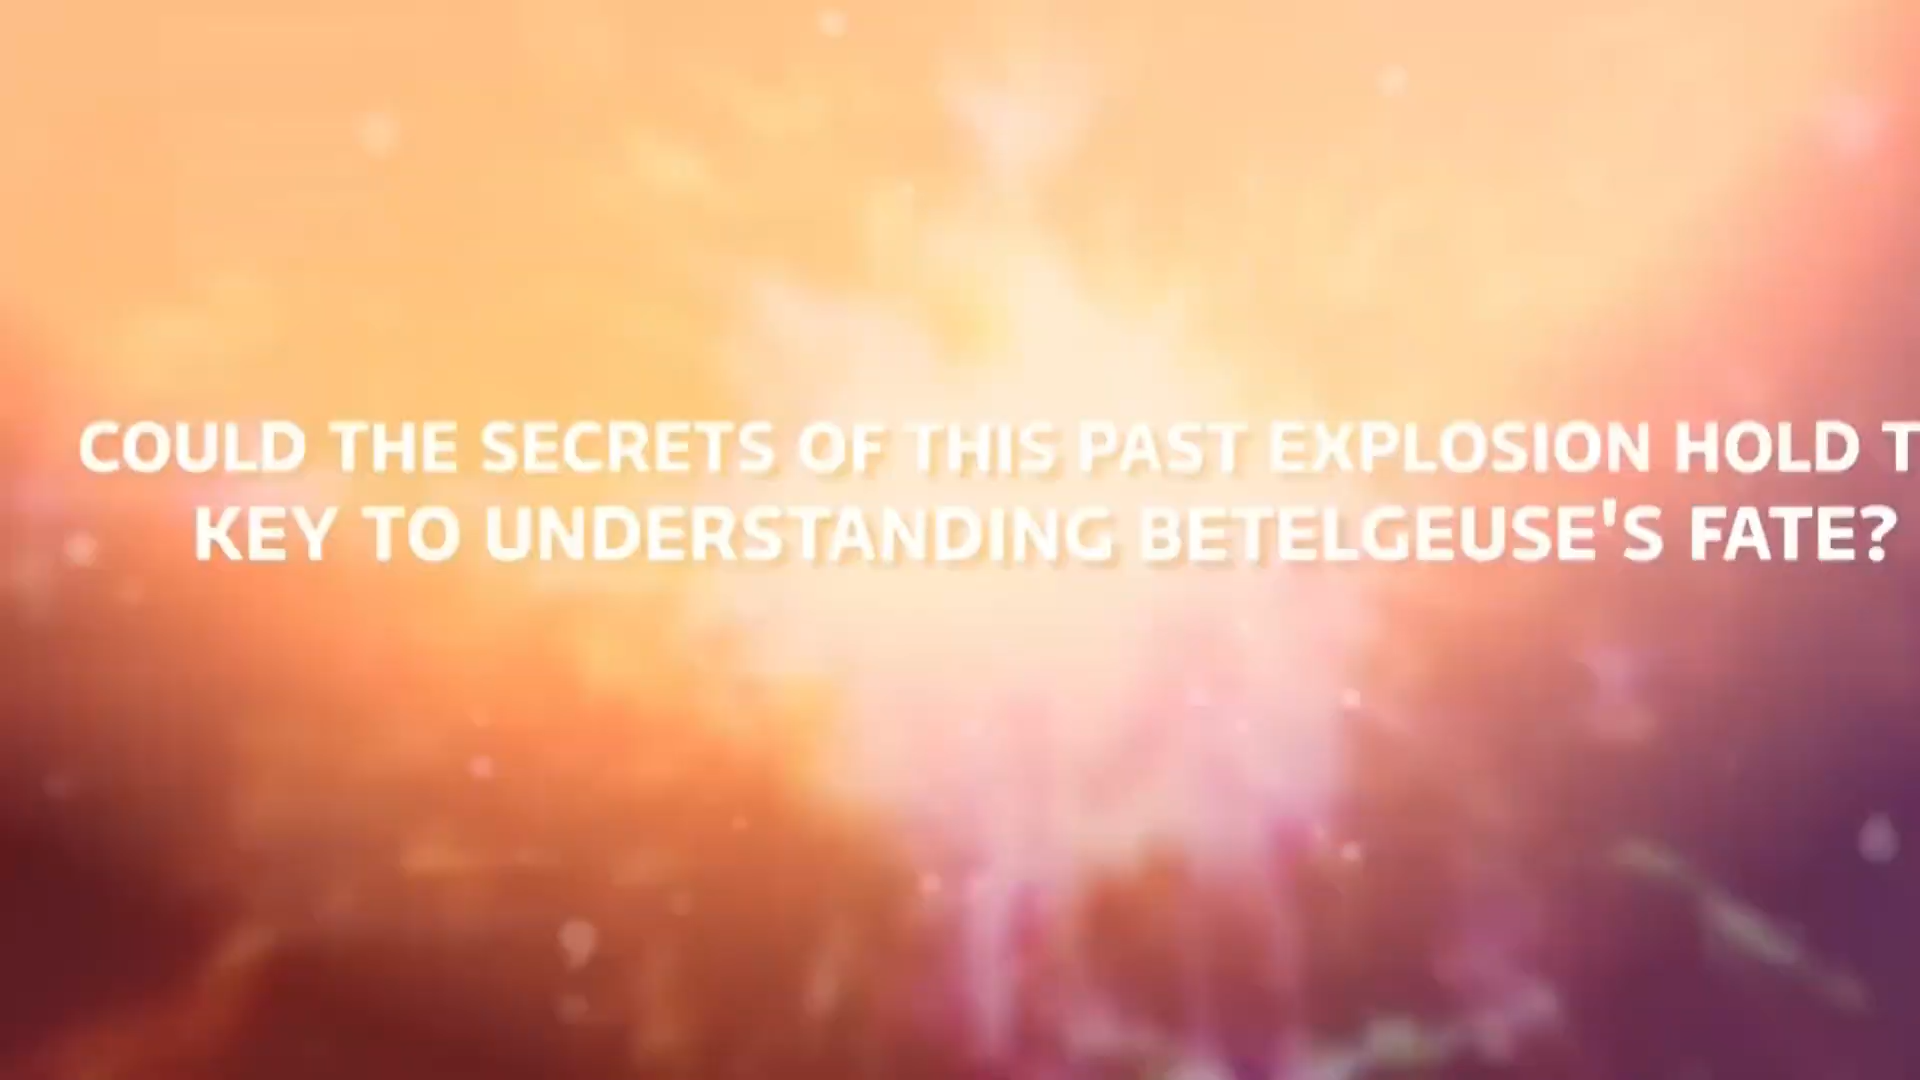 COULD THE SECRETS OF THIS PAST EXPLOSION HOLD T
KEY TO UNDERSTANDING BETELGEUSE'S FATE?